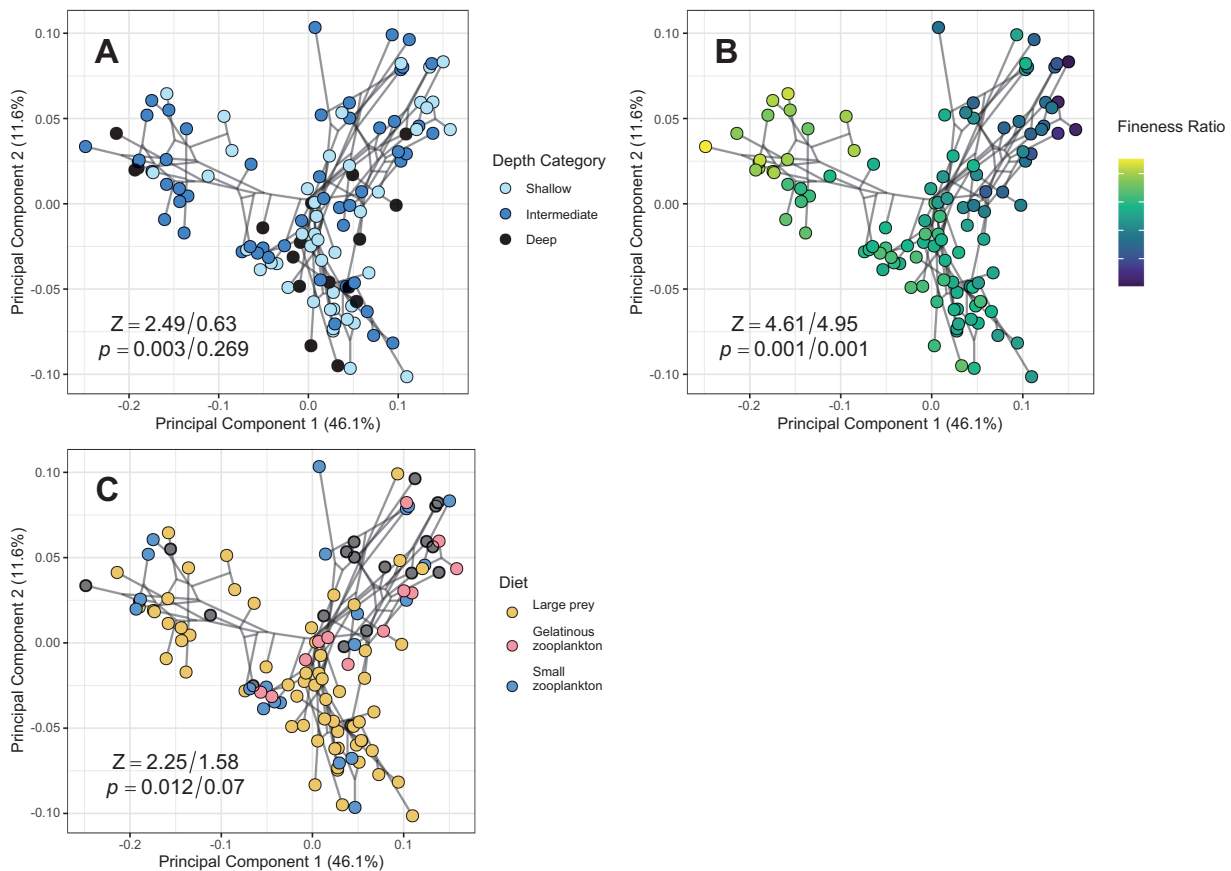 A
0.10
0.05
0.00
-0.05
-0.10
Principal Component 2 (11.6%)
Z = 2.49/0.63
p = 0.003/0.269
-0.2
-0.1
0.0
0.1
Principal Component 1 (46.1%)
Depth Category
Shallow
Intermediate
Deep
B
0.10
0.05
0.00
-0.05
-0.10
Principal Component 2 (11.6%)
Z = 4.61/4.95
p = 0.001/0.001
-0.2
-0.1
0.0
0.1
Principal Component 1 (46.1%)
Fineness Ratio
C
0.10
0.05
0.00
-0.05
-0.10
Principal Component 2 (11.6%)
Z = 2.25/1.58
p = 0.012/0.07
-0.2
-0.1
0.0
0.1
Principal Component 1 (46.1%)
Diet
Large prey
Gelatinous
zooplankton
Small
zooplankton